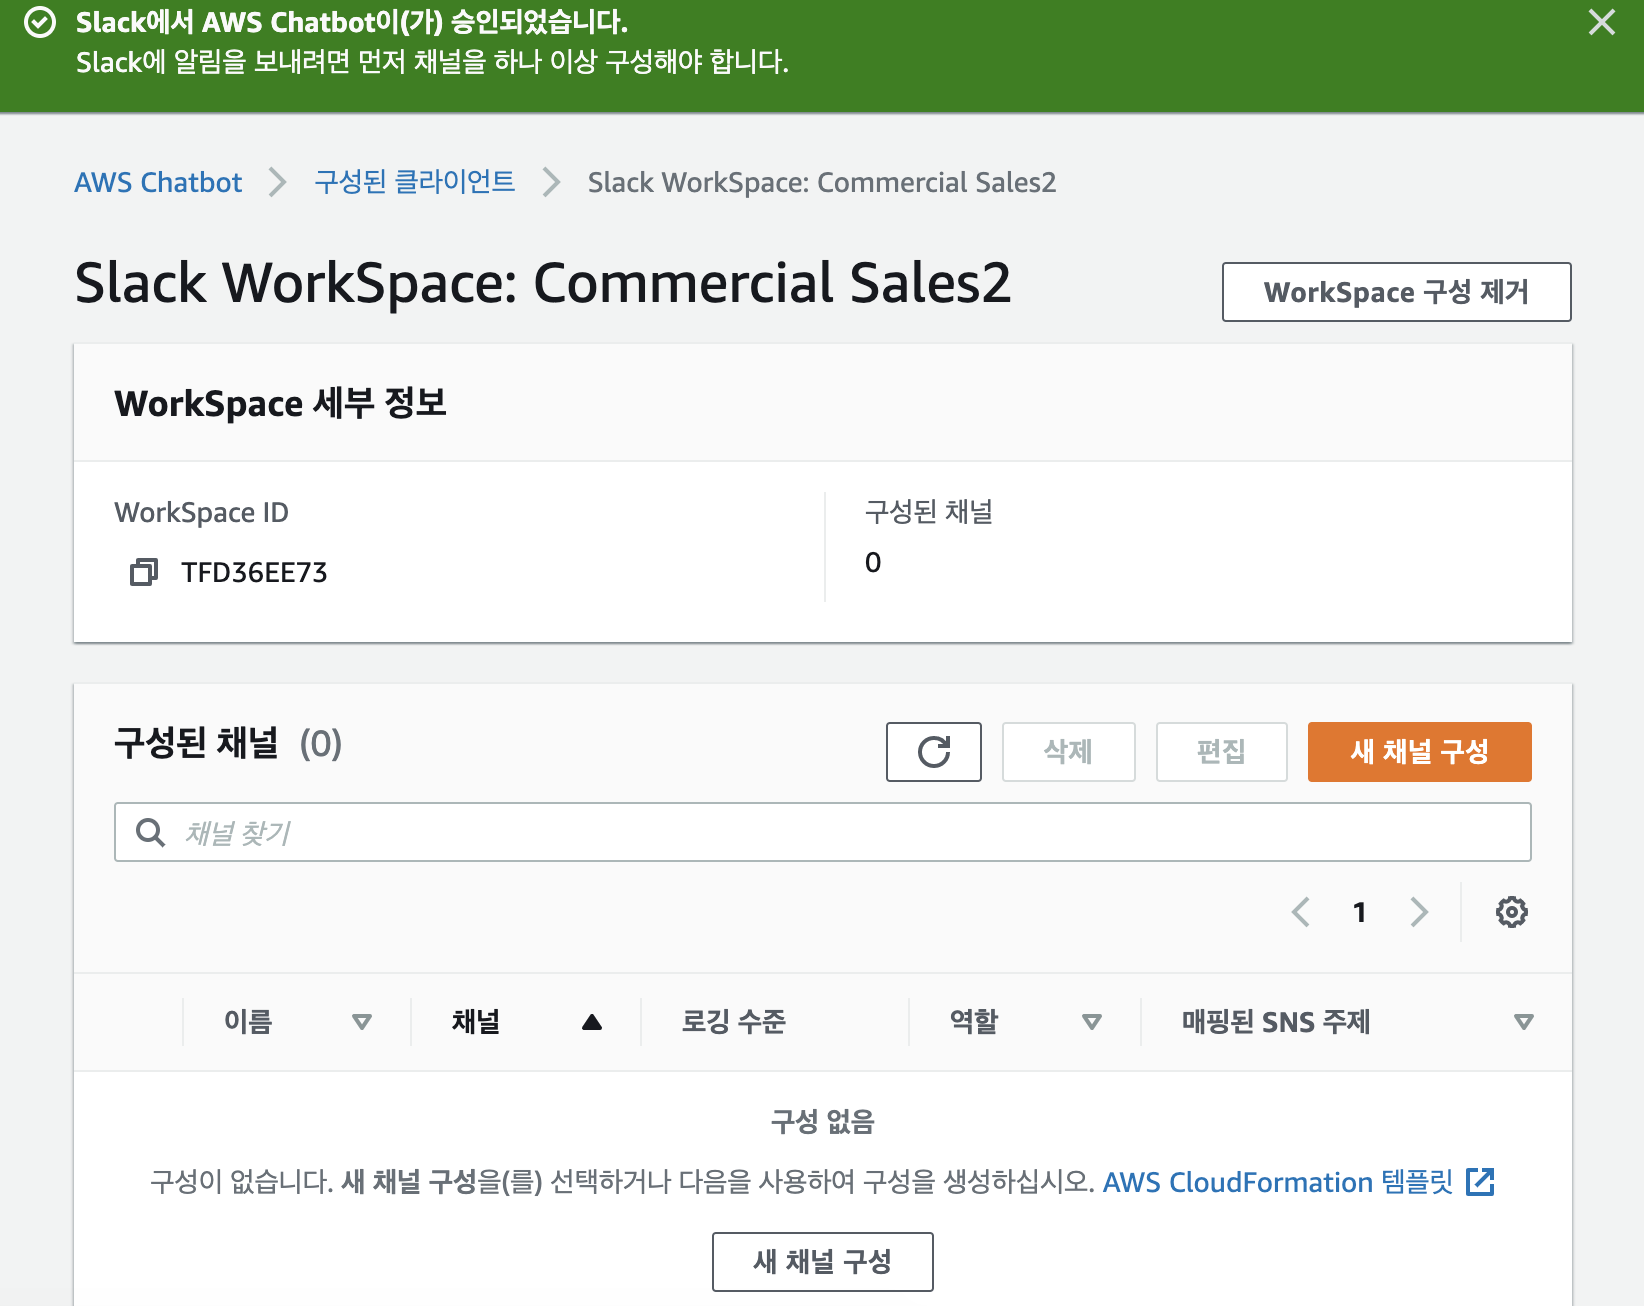 Slack에서 AWS Chatbot이(가) 승인되었습니다.
Slack에 알림을 보내려면 먼저 채널을 하나 이상 구성해야 합니다.
AWS Chatbot 구성된 클라이언트 Slack WorkSpace: Commercial Sales2
Slack WorkSpace: Commercial Sales2
WorkSpace 구성 제거
WorkSpace 세부 정보
WorkSpace ID
TFD36EE73
구성된 채널
0
구성된 채널 (0)
삭제
편집
새 채널 구성
채널 찾기
1
이름 채널 로깅 수준 역할 매핑된 SNS 주제
구성 없음
구성이 없습니다. 새 채널 구성을(를) 선택하거나 다음을 사용하여 구성을 생성하십시오. AWS CloudFormation 템플릿
새 채널 구성